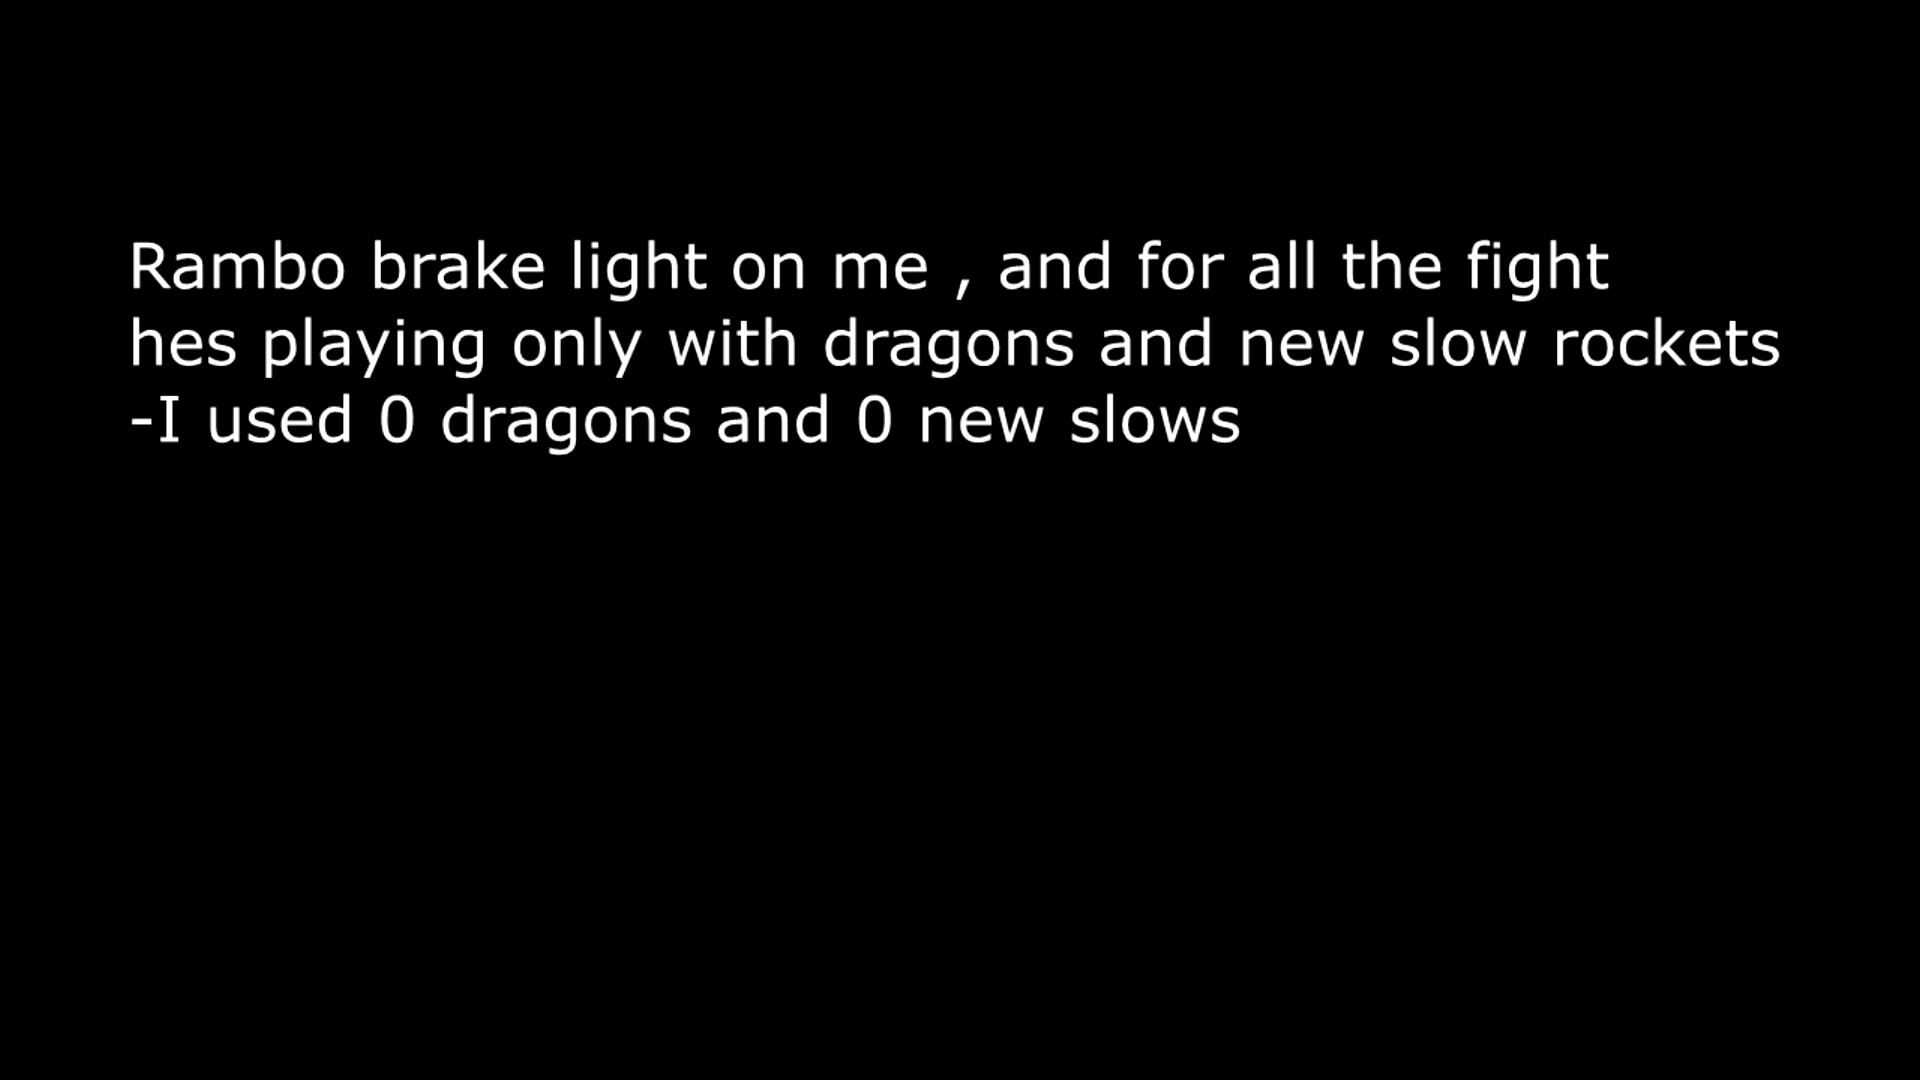 Rambo brake light on me , and for all the fight
hes playing only with dragons and new slow rockets
-I used 0 dragons and 0 new slows